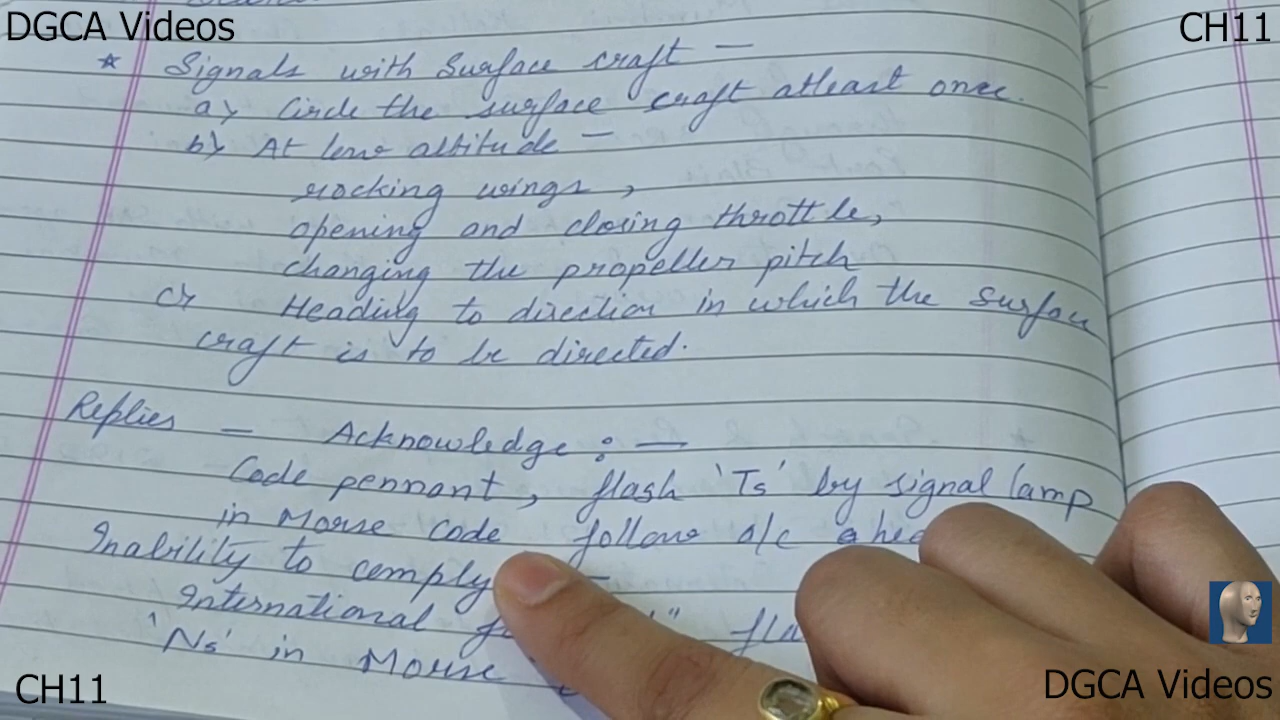 DGCA Videos
CH11
* Signals with Surface craft —
a) Circle the surface craft atleast once.
b) At low altitude —
rocking wings,
opening and closing throttle,
changing the propeller pitch
c) Heading to direction in which the surface
craft is to be directed.
Replies — Acknowledge : —
Code pennant, flash 'Ts' by signal lamp
in Morse code follow a/c
Inability to comply —
International
'Ns' in Morse
CH11
DGCA Videos